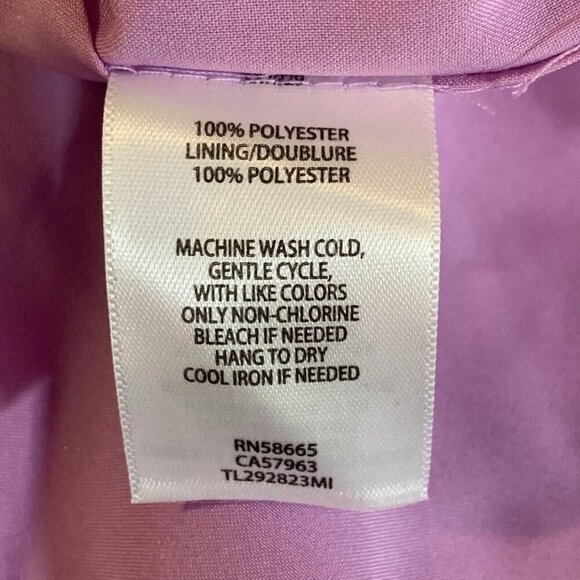 100% POLYESTER
LINING/DOUBLURE
100% POLYESTER
MACHINE WASH COLD,
GENTLE CYCLE,
WITH LIKE COLORS
ONLY NON-CHLORINE
BLEACH IF NEEDED
HANG TO DRY
COOL IRON IF NEEDED
RN58665
CA57963
TL292823MI